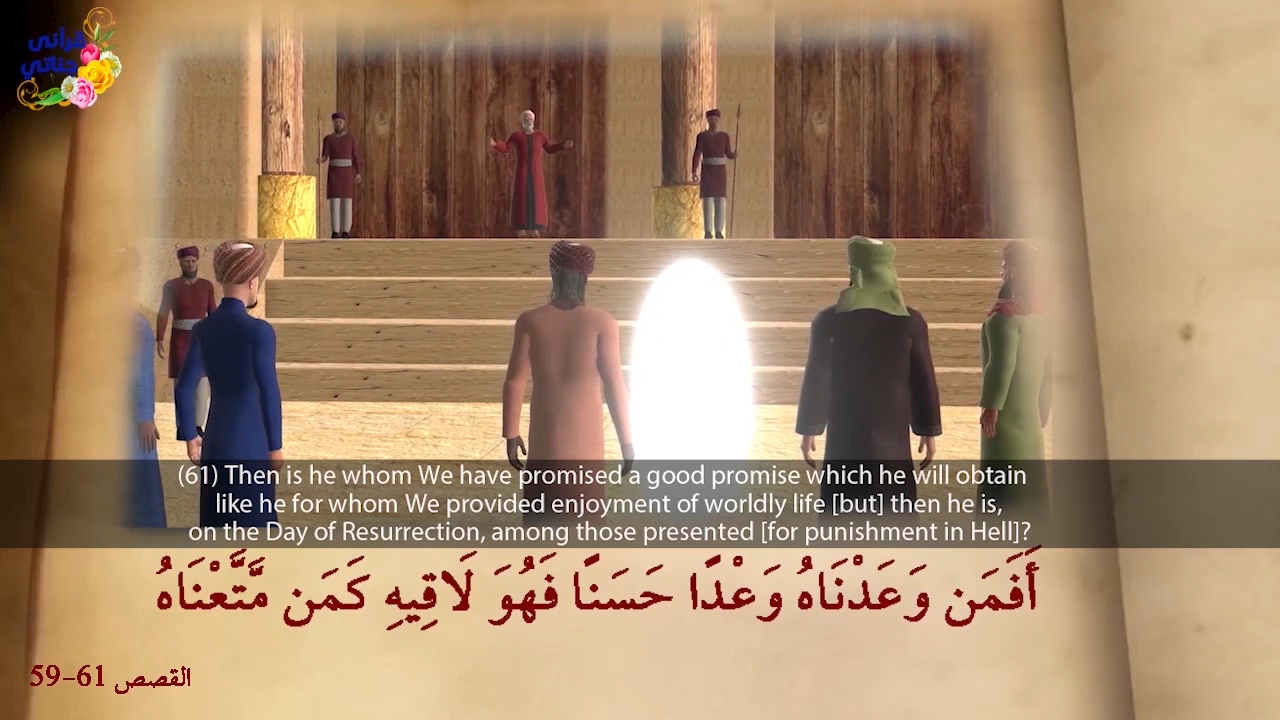 قرآني
جناتي
(61) Then is he whom We have promised a good promise which he will obtain
like he for whom We provided enjoyment of worldly life [but] then he is,
on the Day of Resurrection, among those presented [for punishment in Hell]?
أَفَمَن وَعَدْنَاهُ وَعْدًا حَسَنًا فَهُوَ لَاقِيهِ كَمَن مَّتَّعْنَاهُ
القصص 61-59